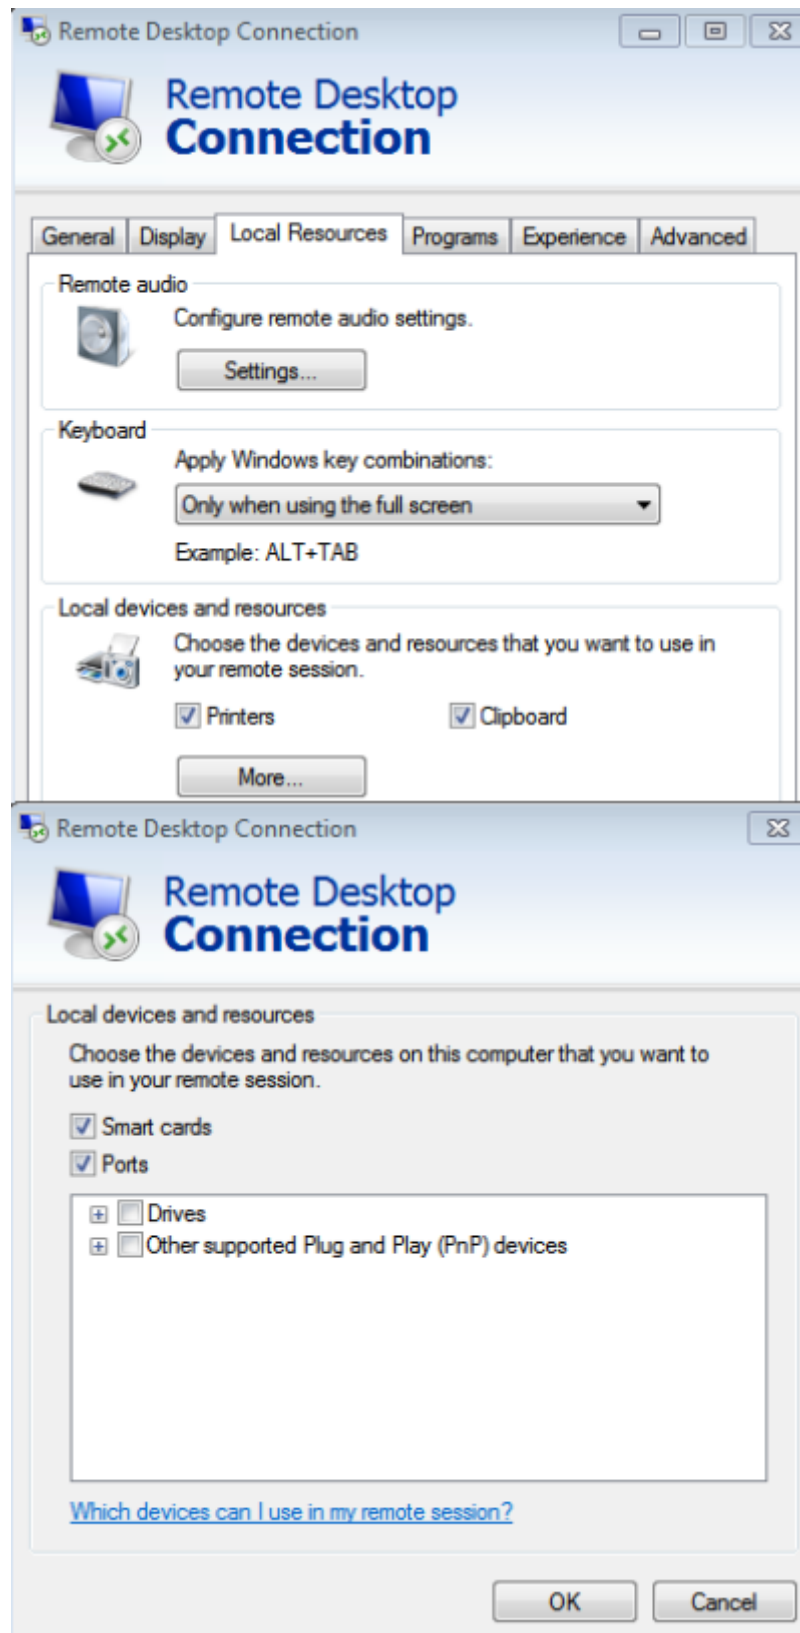 Remote Desktop Connection
Remote Desktop
Connection
General Display Local Resources Programs Experience Advanced
Remote audio
Configure remote audio settings.
Settings...
Keyboard
Apply Windows key combinations:
Only when using the full screen
Example: ALT+TAB
Local devices and resources
Choose the devices and resources that you want to use in
your remote session.
Printers Clipboard
More...
Remote Desktop Connection
Remote Desktop
Connection
Local devices and resources
Choose the devices and resources on this computer that you want to
use in your remote session.
Smart cards
Ports
Drives
Other supported Plug and Play (PnP) devices
Which devices can I use in my remote session?
OK Cancel